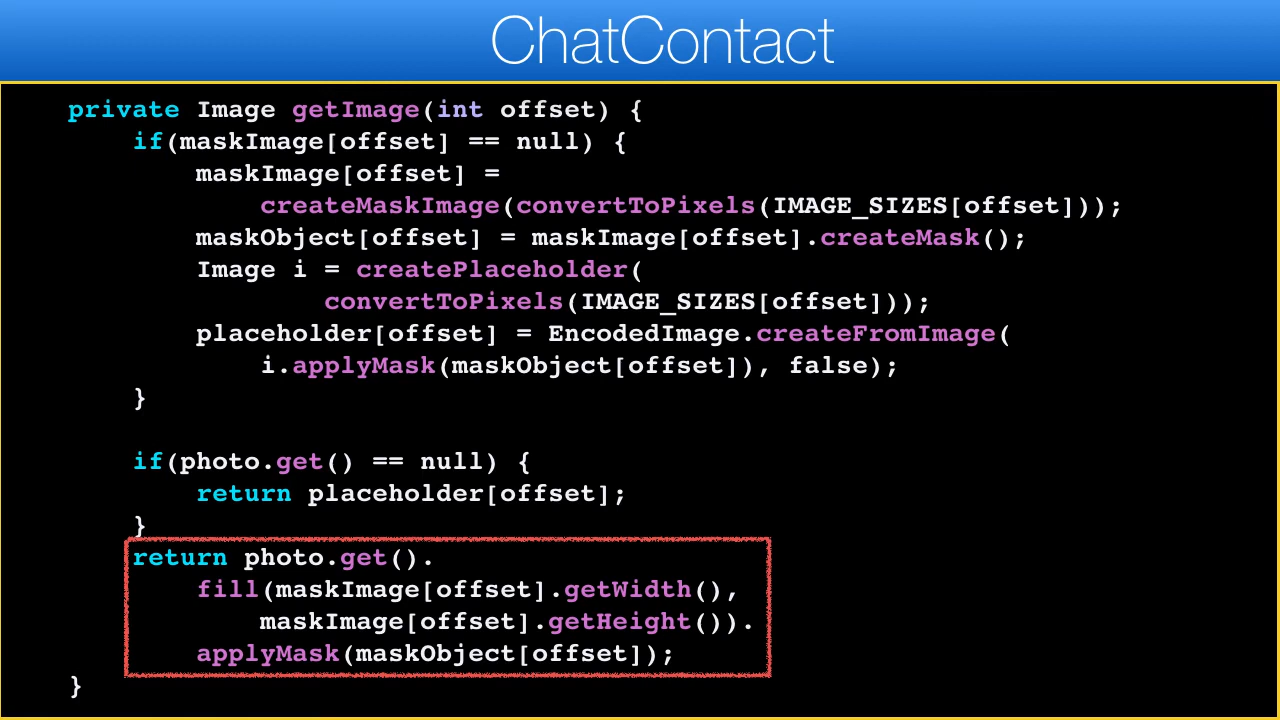 ChatContact
private Image getImage(int offset) {
if(maskImage[offset] == null) {
maskImage[offset] =
createMaskImage(convertToPixels(IMAGE_SIZES[offset]));
maskObject[offset] = maskImage[offset].createMask();
Image i = createPlaceholder(
convertToPixels(IMAGE_SIZES[offset]));
placeholder[offset] = EncodedImage.createFromImage(
i.applyMask(maskObject[offset]), false);
}
if(photo.get() == null) {
return placeholder[offset];
}
return photo.get().
fill(maskImage[offset].getWidth(),
maskImage[offset].getHeight()).
applyMask(maskObject[offset]);
}